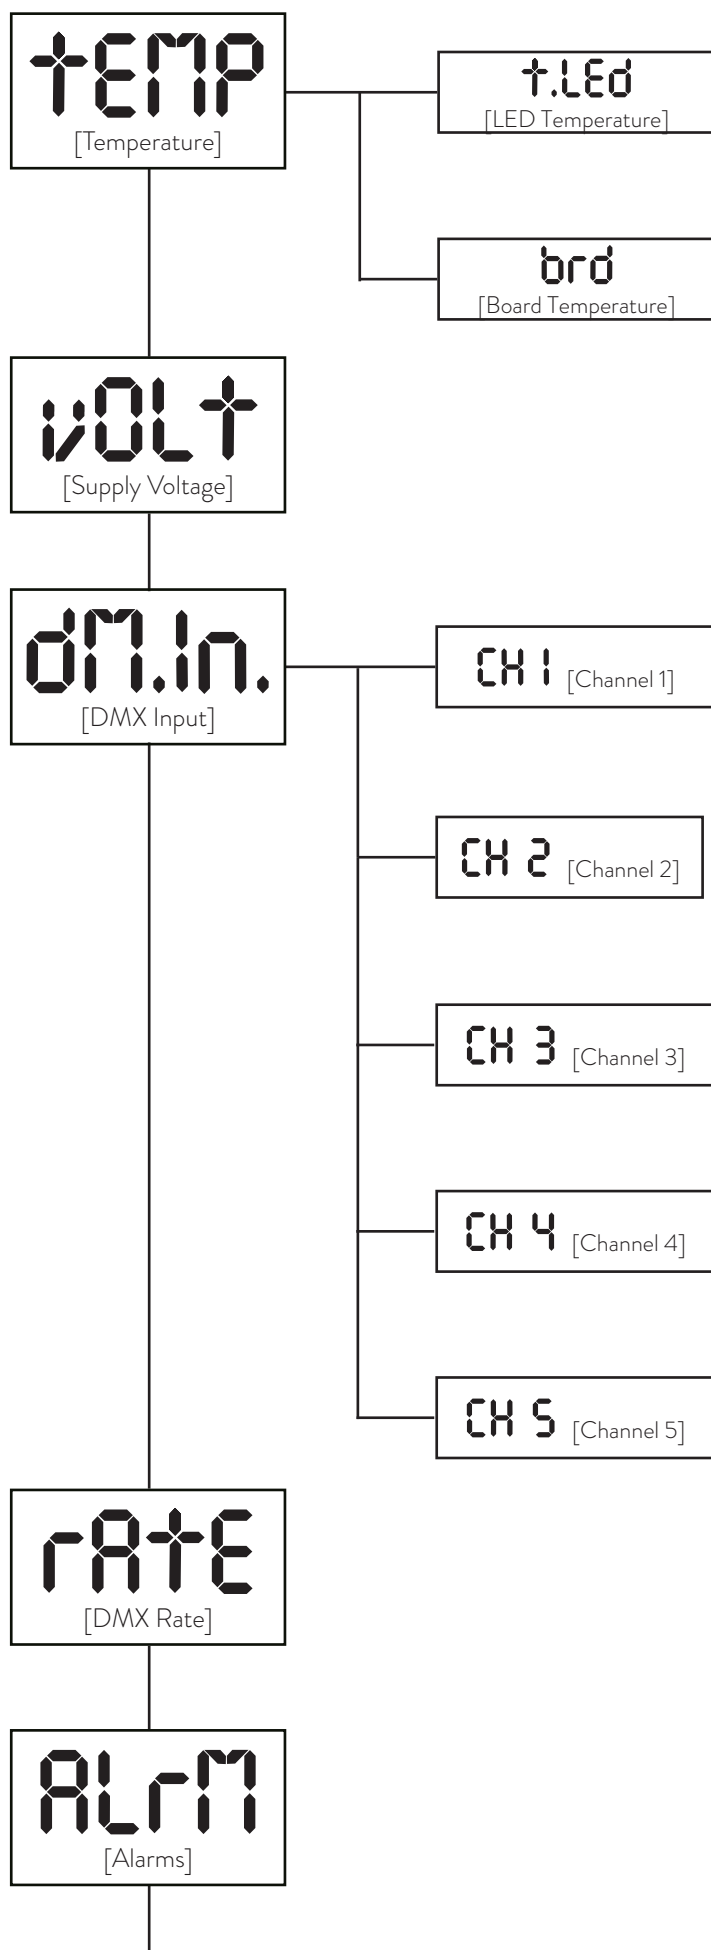 tEMP
[Temperature]
t.LEd
[LED Temperature]
brd
[Board Temperature]
vOLt
[Supply Voltage]
dM.In.
[DMX Input]
CH 1 [Channel 1]
CH 2 [Channel 2]
CH 3 [Channel 3]
CH 4 [Channel 4]
CH 5 [Channel 5]
rAtE
[DMX Rate]
ALrM
[Alarms]